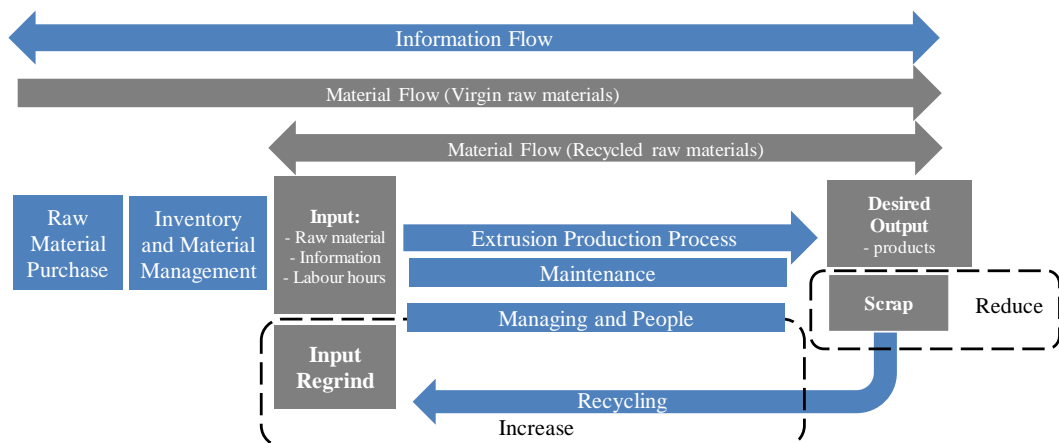 Information Flow
Material Flow (Virgin raw materials)
Material Flow (Recycled raw materials)
Raw
Material
Purchase
Inventory
and Material
Management
Input:
- Raw material
- Information
- Labour hours
Extrusion Production Process
Maintenance
Managing and People
Desired
Output
- products
Scrap
Reduce
Input
Regrind
Recycling
Increase